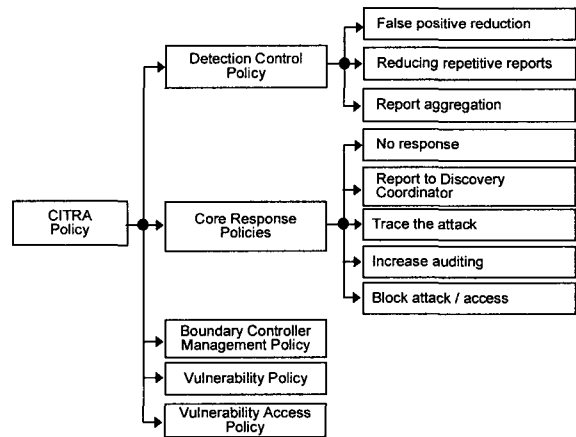 False positive reduction
Detection Control
Policy
Reducing repetitive reports
Report aggregation
No response
Report to Discovery
Coordinator
CITRA
Policy
Core Response
Policies
Trace the attack
Increase auditing
Block attack / access
Boundary Controller
Management Policy
Vulnerability Policy
Vulnerability Access
Policy